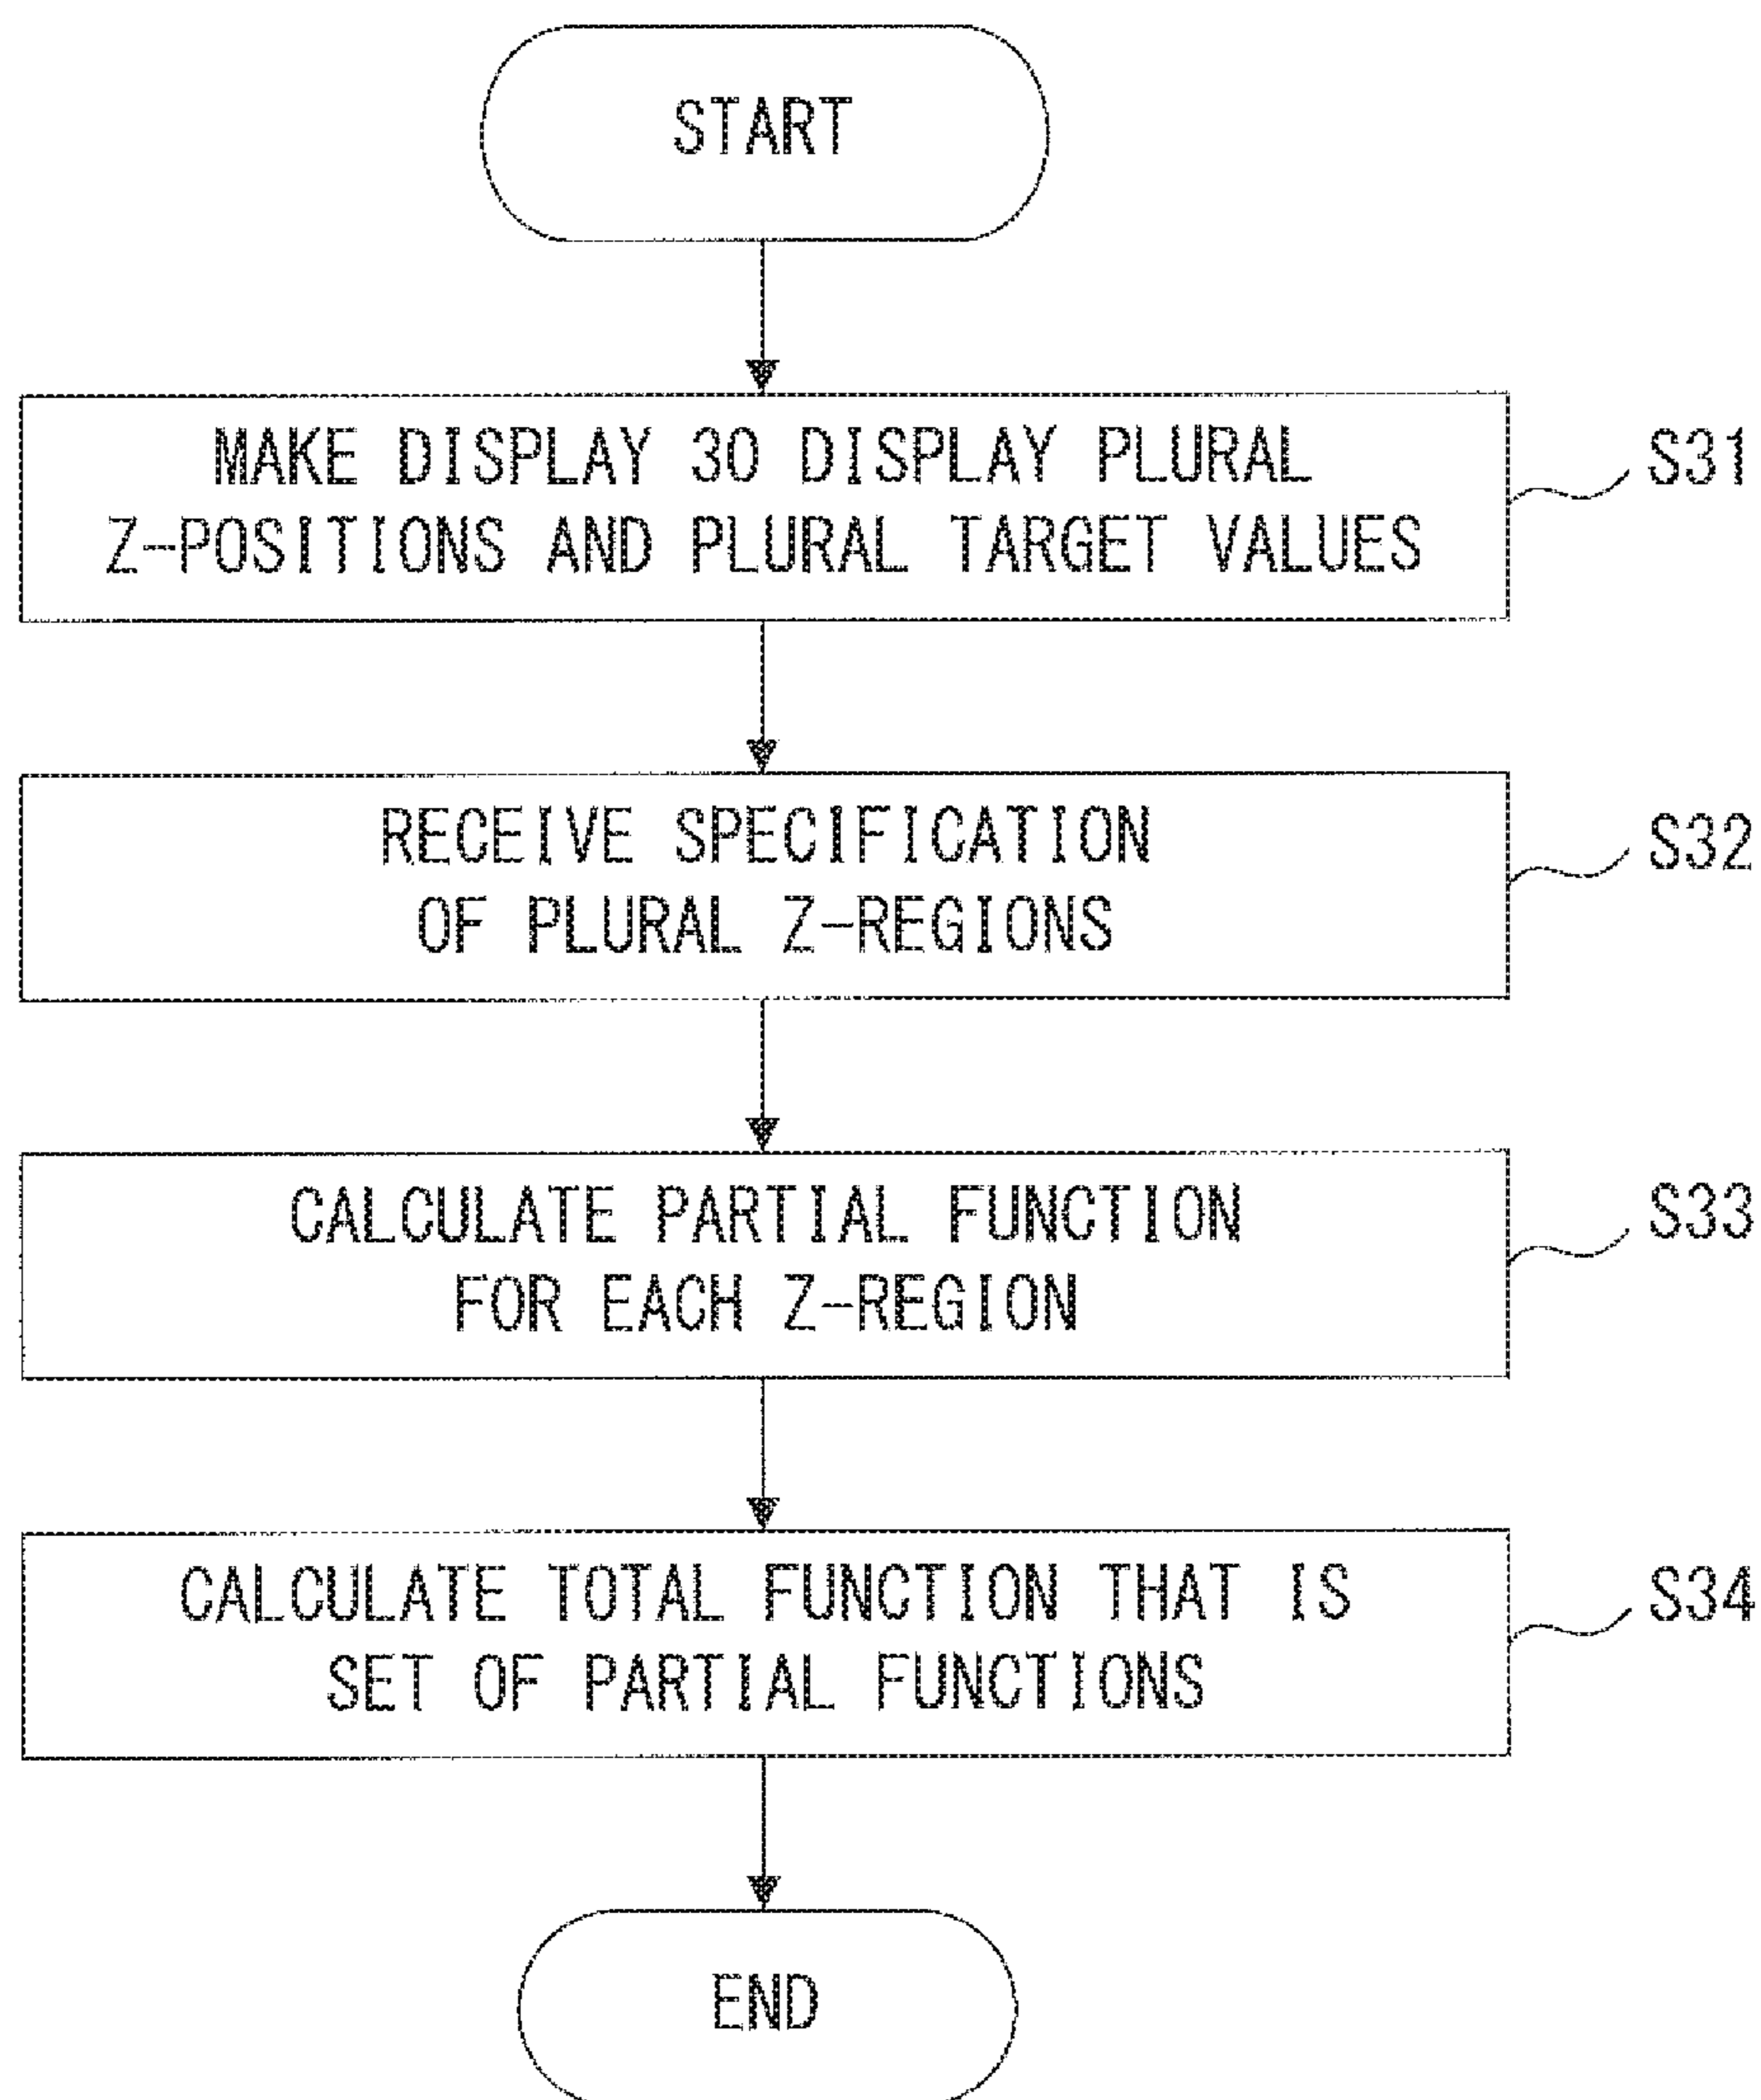 START
MAKE DISPLAY 30 DISPLAY PLURAL
Z-POSITIONS AND PLURAL TARGET VALUES
S31
RECEIVE SPECIFICATION
OF PLURAL Z-REGIONS
S32
CALCULATE PARTIAL FUNCTION
FOR EACH Z-REGION
S33
CALCULATE TOTAL FUNCTION THAT IS
SET OF PARTIAL FUNCTIONS
S34
END